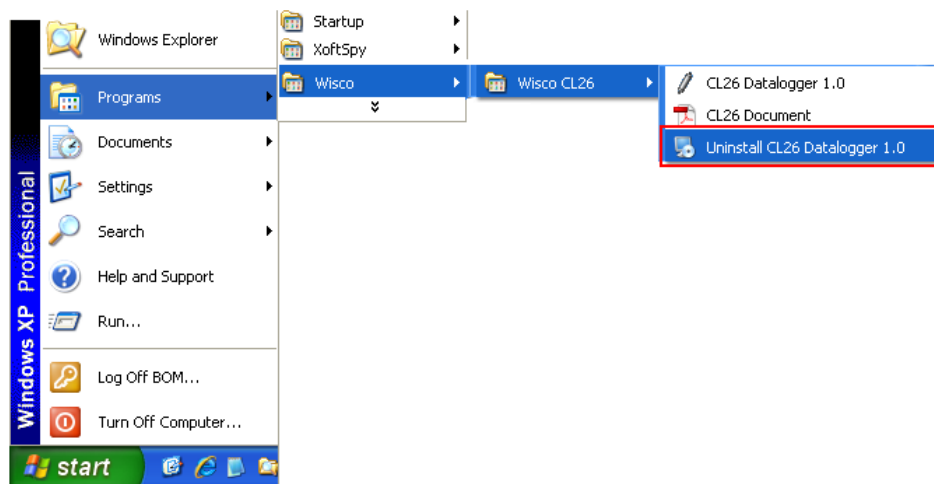 Windows XP Professional
Windows Explorer
Programs
Documents
Settings
Search
Help and Support
Run...
Log Off BOM...
Turn Off Computer...
start
Startup
XoftSpy
Wisco
Wisco CL26
CL26 Datalogger 1.0
CL26 Document
Uninstall CL26 Datalogger 1.0